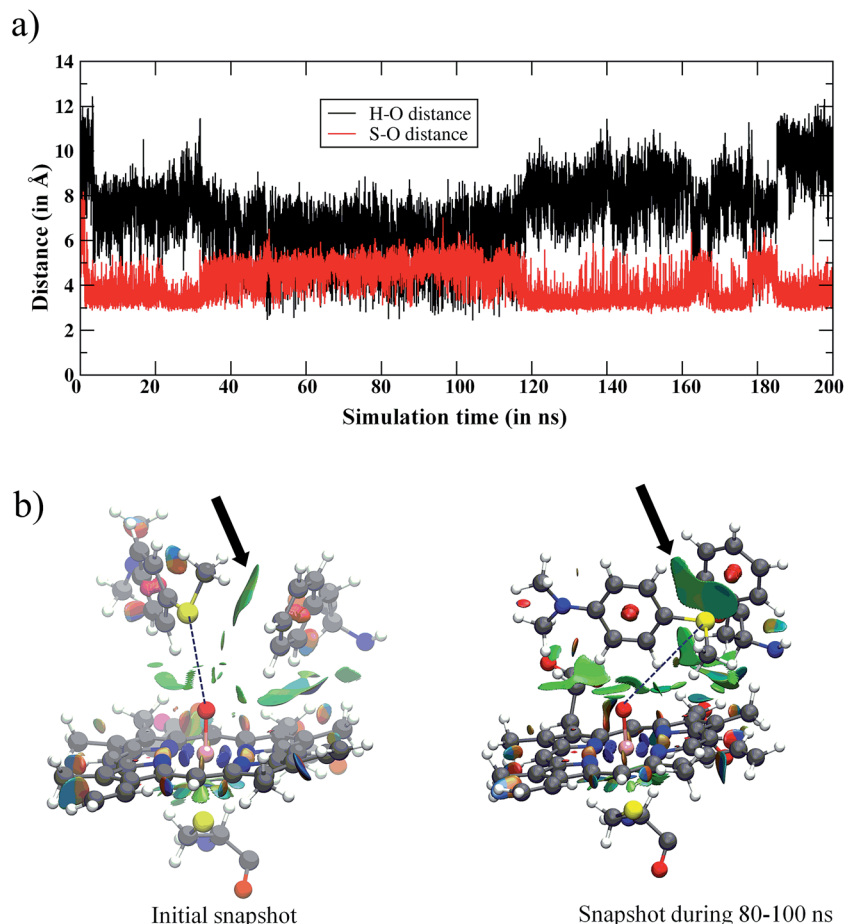 a)
14
12
10
8
6
4
2
0
Distance (in Å)
H-O distance
S-O distance
0 20 40 60 80 100 120 140 160 180 200
Simulation time (in ns)
b)
Initial snapshot
Snapshot during 80-100 ns